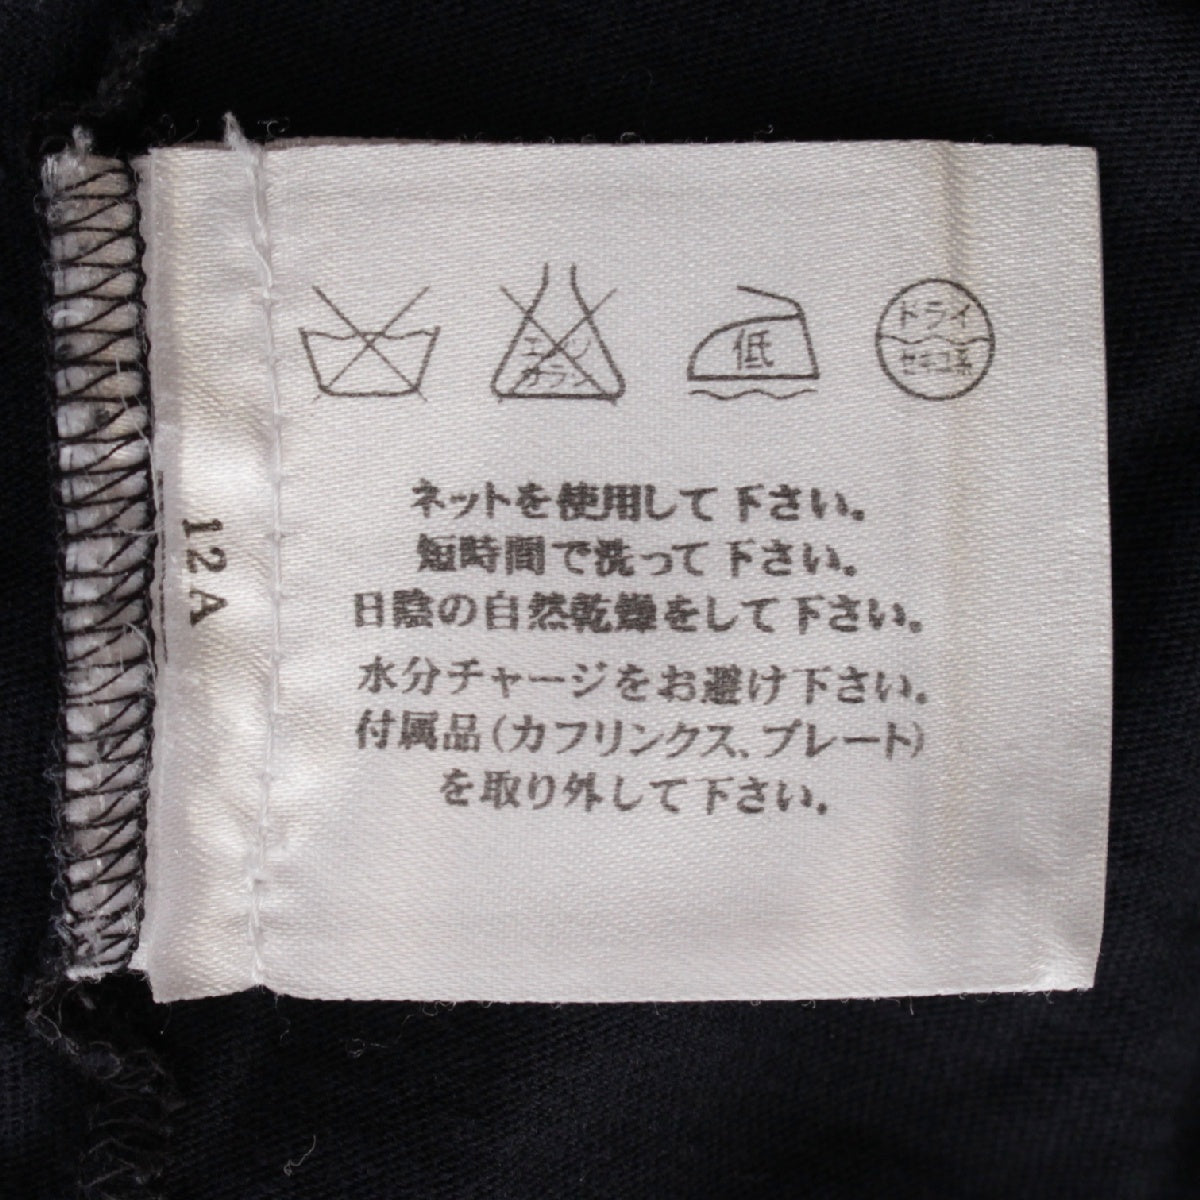 エンソ
サラシ
低
ドライ
セキユ系
ネットを使用して下さい。
短時間で洗って下さい。
日陰の自然乾燥をして下さい。
水分チャージをお避け下さい。
付属品(カフリンクス、プレート)
を取り外して下さい。
12A